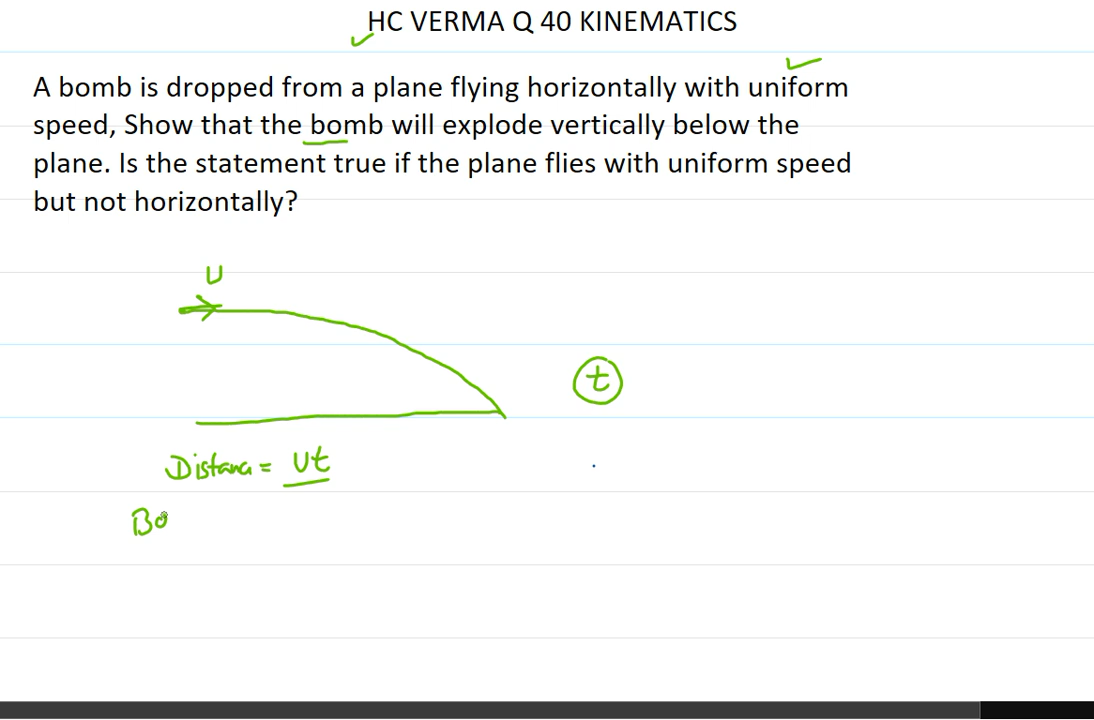 HC VERMA Q 40 KINEMATICS
A bomb is dropped from a plane flying horizontally with uniform
speed, Show that the bomb will explode vertically below the
plane. Is the statement true if the plane flies with uniform speed
but not horizontally?
U
t
Distance = Ut
Bo